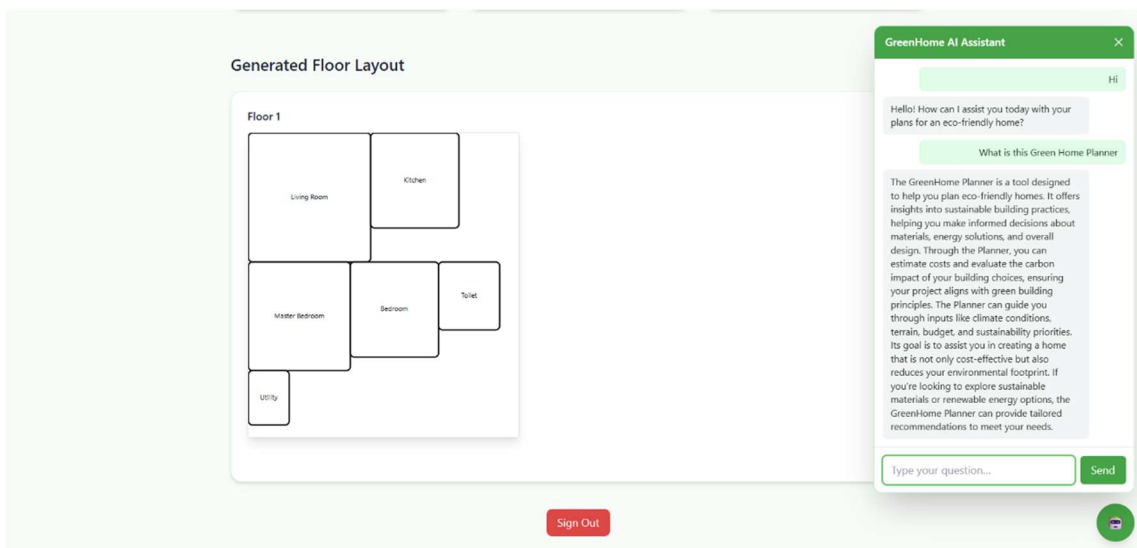 Generated Floor Layout
Floor 1
Living Room
Kitchen
Master Bedroom
Bedroom
Toilet
Utility
Sign Out
GreenHome AI Assistant
Hi
Hello! How can I assist you today with your
plans for an eco-friendly home?
What is this Green Home Planner
The GreenHome Planner is a tool designed
to help you plan eco-friendly homes. It offers
insights into sustainable building practices,
helping you make informed decisions about
materials, energy solutions, and overall
design. Through the Planner, you can
estimate costs and evaluate the carbon
impact of your building choices, ensuring
your project aligns with green building
principles. The Planner can guide you
through inputs like climate conditions,
terrain, budget, and sustainability priorities.
Its goal is to assist you in creating a home
that is not only cost-effective but also
reduces your environmental footprint. If
you're looking to explore sustainable
materials or renewable energy options, the
GreenHome Planner can provide tailored
recommendations to meet your needs.
Type your question...
Send